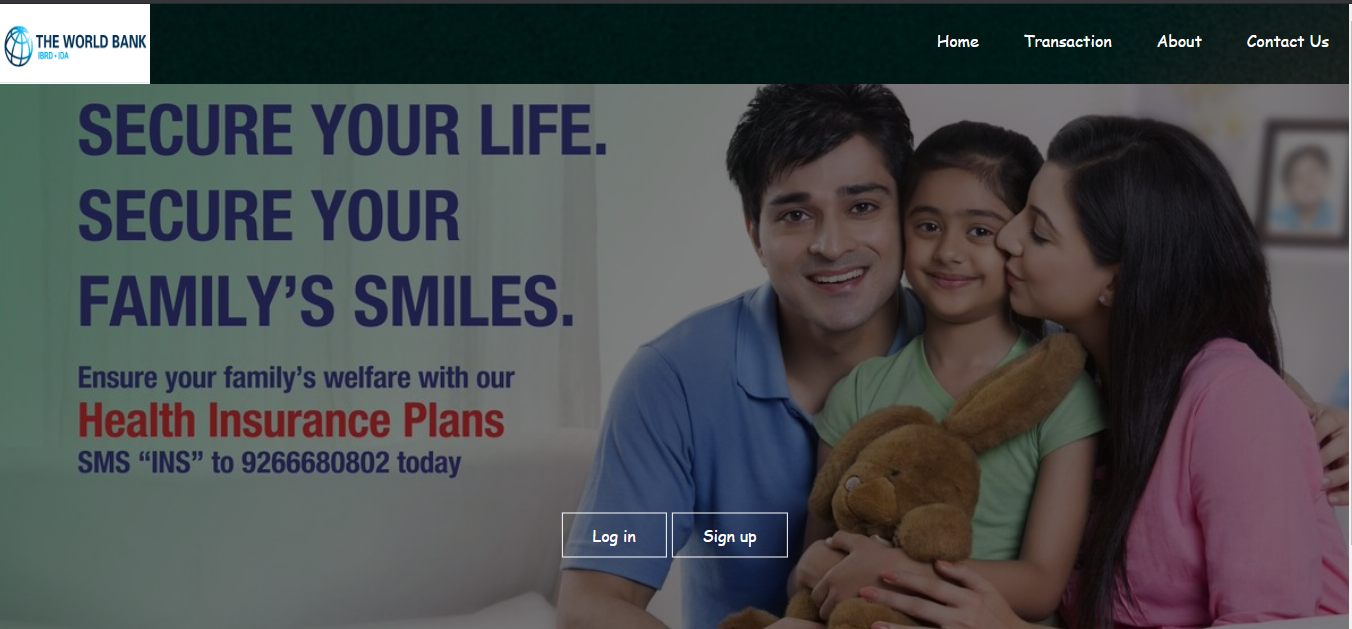 THE WORLD BANK
IBRD • IDA
Home Transaction About Contact Us
SECURE YOUR LIFE.
SECURE YOUR
FAMILY’S SMILES.
Ensure your family’s welfare with our
Health Insurance Plans
SMS “INS” to 9266680802 today
Log in Sign up